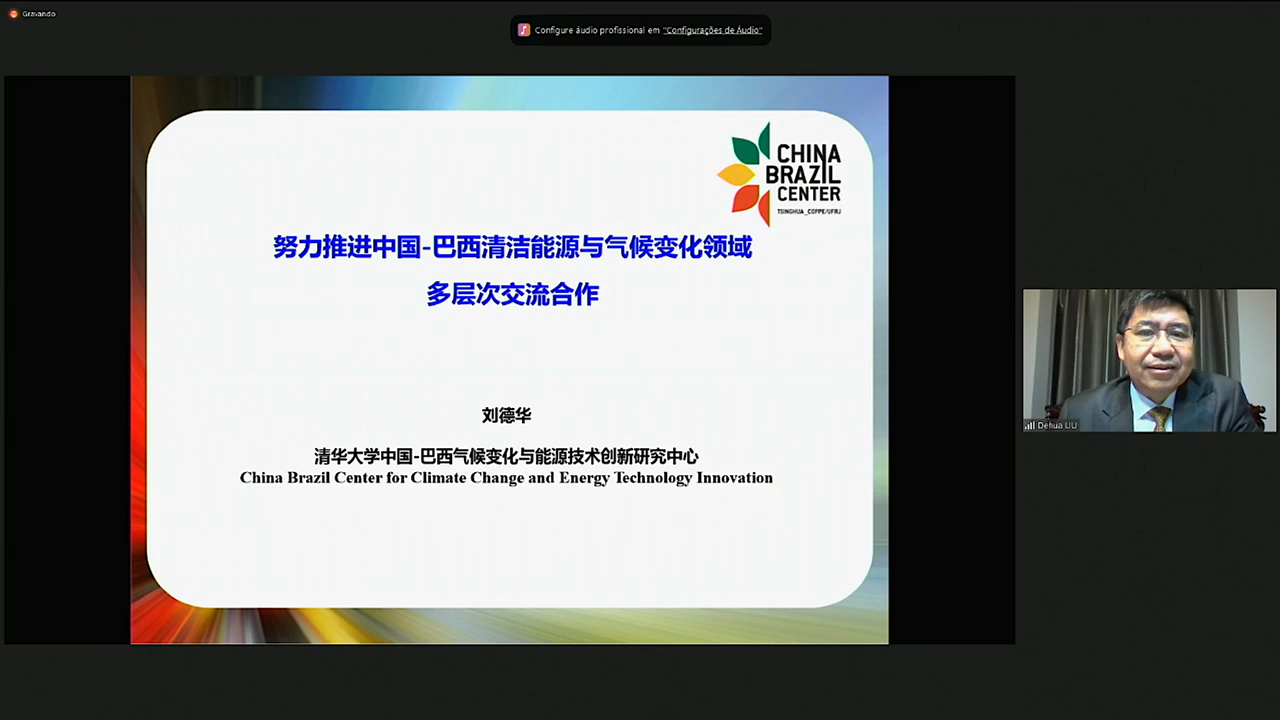 Gravando
Configure áudio profissional em "Configurações de Áudio"
CHINA
BRAZIL
CENTER
TSINGHUA_COPPE/UFRJ
努力推进中国-巴西清洁能源与气候变化领域
多层次交流合作
刘德华
清华大学中国-巴西气候变化与能源技术创新研究中心
China Brazil Center for Climate Change and Energy Technology Innovation
Dehua LIU